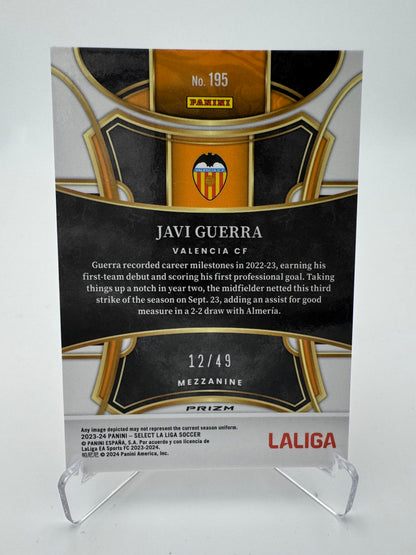 No. 195
PANINI
VALENCIA C.F
JAVI GUERRA
VALENCIA CF
Guerra recorded career milestones in 2022-23, earning his
first-team debut and scoring his first professional goal. Taking
things up a notch in year two, the midfielder netted this third
strike of the season on Sept. 23, adding an assist for good
measure in a 2-2 draw with Almería.
12/49
MEZZANINE
PRIZM
Any image depicted may not represent the current season uniform.
2023-24 PANINI – SELECT LA LIGA SOCCER
© PANINI ESPAÑA, S.A. Por acuerdo y con licencia de
LaLiga EA Sports FC 2023-2024.
© 2024 Panini America, Inc.
LALIGA